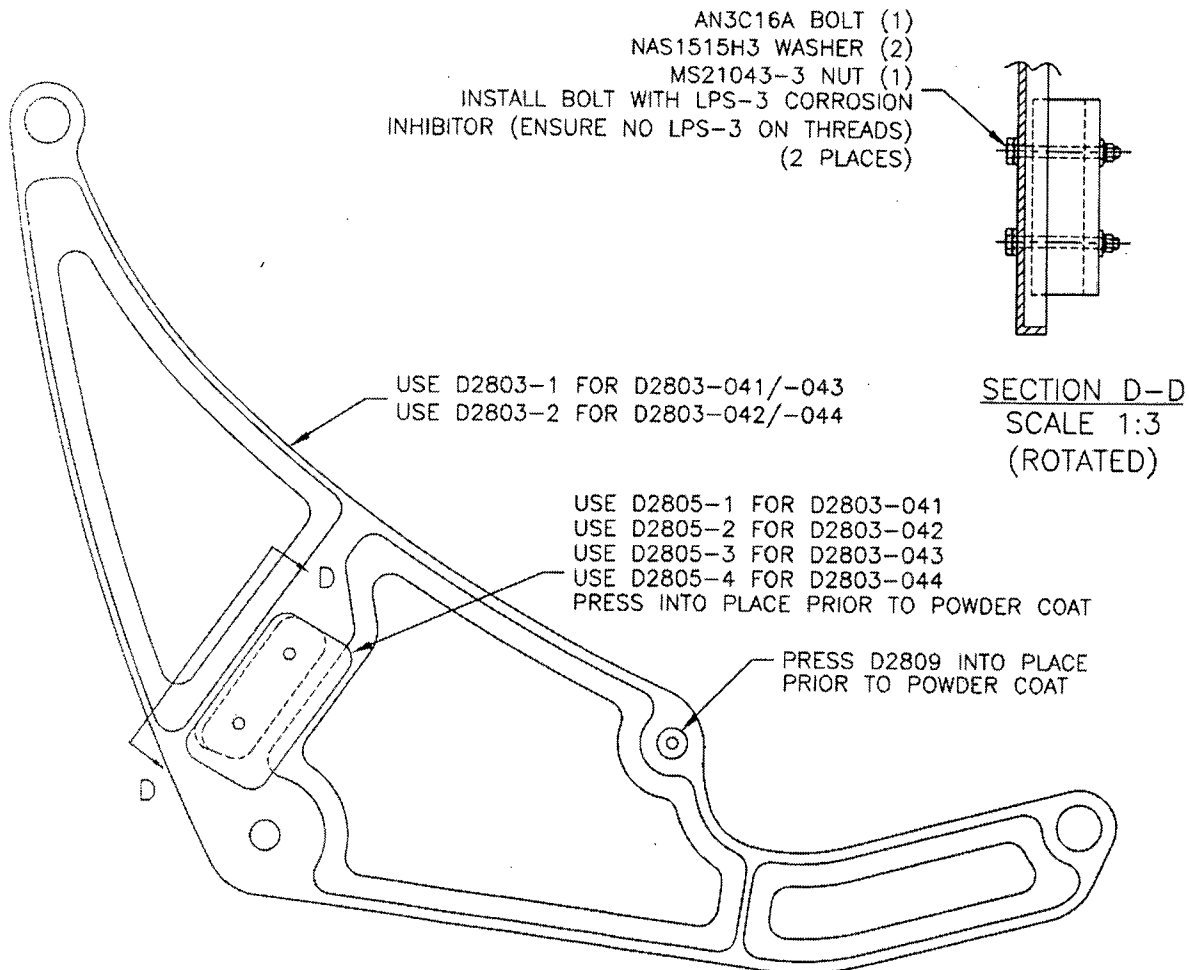 AN3C16A BOLT (1)
NAS1515H3 WASHER (2)
MS21043-3 NUT (1)
INSTALL BOLT WITH LPS-3 CORROSION
INHIBITOR (ENSURE NO LPS-3 ON THREADS)
(2 PLACES)
SECTION D-D
SCALE 1:3
(ROTATED)
USE D2803-1 FOR D2803-041/-043
USE D2803-2 FOR D2803-042/-044
USE D2805-1 FOR D2803-041
USE D2805-2 FOR D2803-042
USE D2805-3 FOR D2803-043
USE D2805-4 FOR D2803-044
PRESS INTO PLACE PRIOR TO POWDER COAT
D
PRESS D2809 INTO PLACE
PRIOR TO POWDER COAT
D